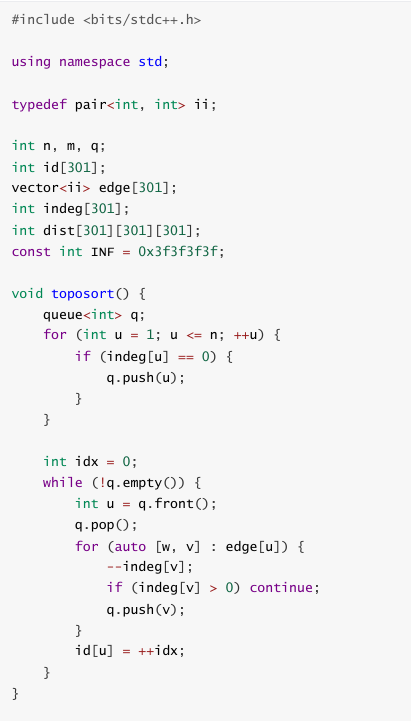 #include <bits/stdc++.h>
using namespace std;
typedef pair<int, int> ii;
int n, m, q;
int id[301];
vector<ii> edge[301];
int indeg[301];
int dist[301][301][301];
const int INF = 0x3f3f3f3f;
void toposort() {
    queue<int> q;
    for (int u = 1; u <= n; ++u) {
        if (indeg[u] == 0) {
            q.push(u);
        }
    }
    int idx = 0;
    while (!q.empty()) {
        int u = q.front();
        q.pop();
        for (auto [w, v] : edge[u]) {
            --indeg[v];
            if (indeg[v] > 0) continue;
            q.push(v);
        }
        id[u] = ++idx;
    }
}